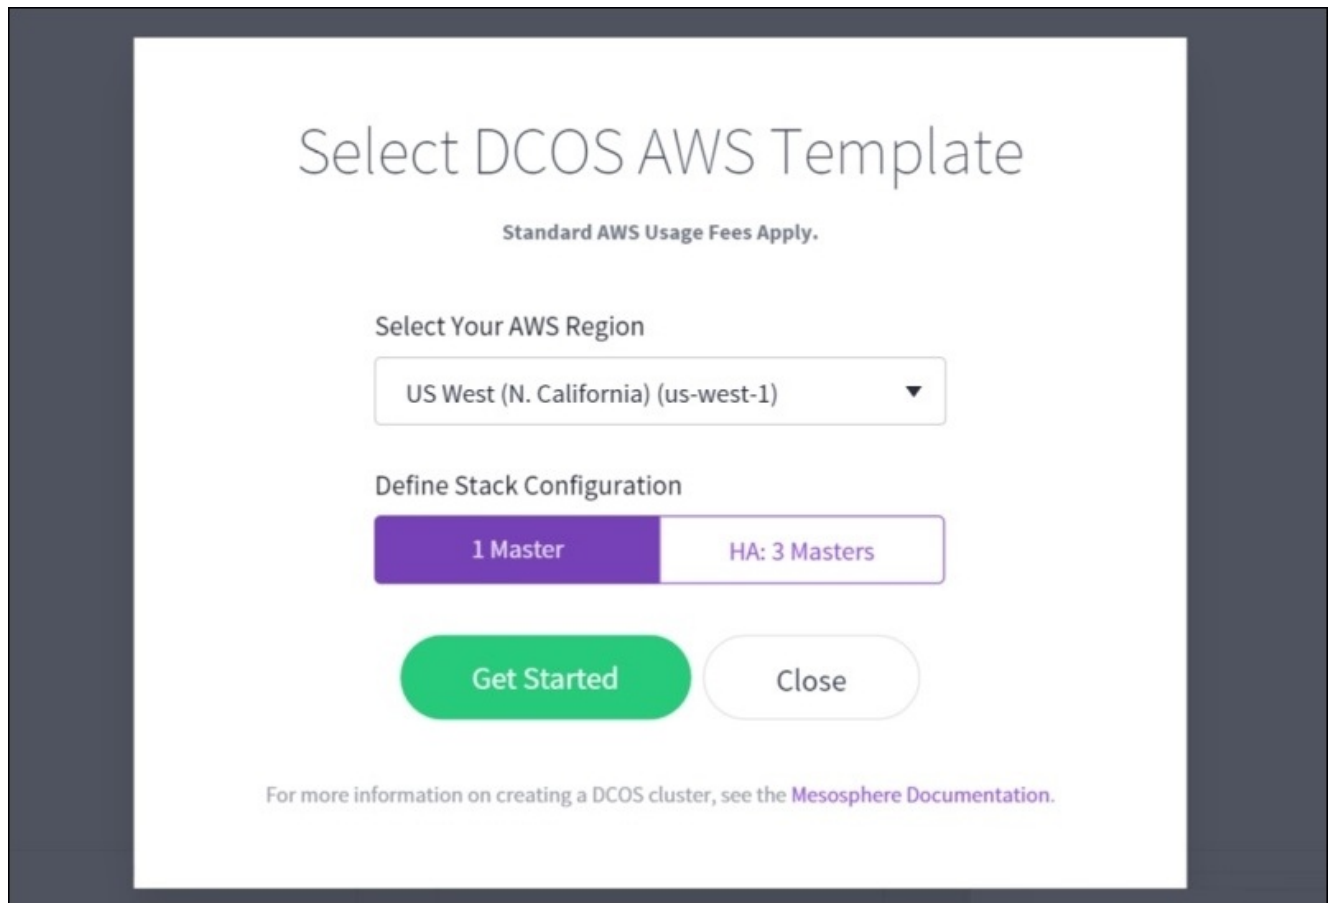 Select DCOS AWS Template
Standard AWS Usage Fees Apply.
Select Your AWS Region
US West (N. California) (us-west-1)
Define Stack Configuration
1 Master HA: 3 Masters
Get Started Close
For more information on creating a DCOS cluster, see the Mesosphere Documentation.